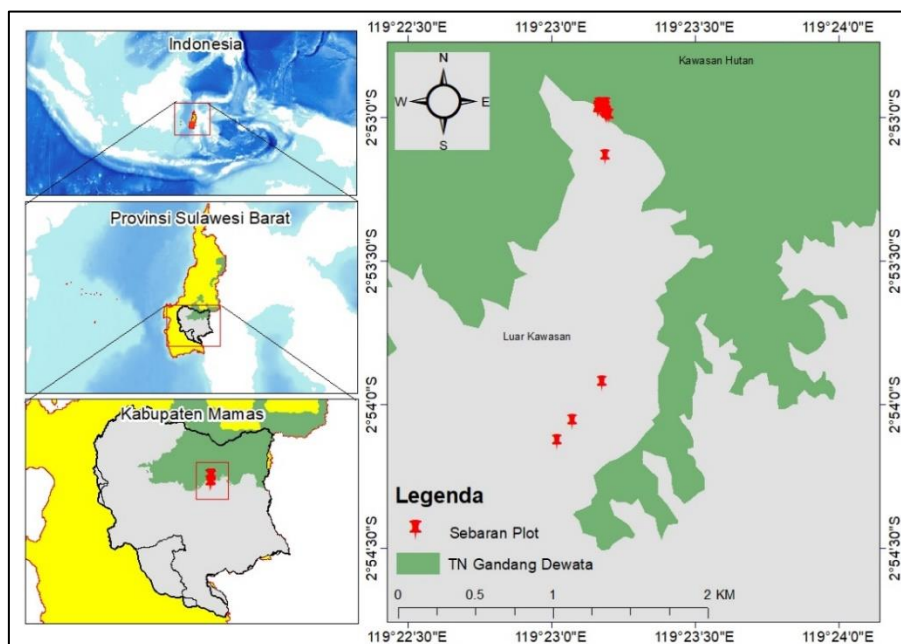 Indonesia
Provinsi Sulawesi Barat
Kabupaten Mamas
119°22'30"E 119°23'0"E 119°23'30"E 119°24'0"E
Kawasan Hutan
N
W E
S
2°53'0"S 2°53'0"S
2°53'30"S 2°53'30"S
Luar Kawasan
2°54'0"S 2°54'0"S
Legenda
Sebaran Plot
2°54'30"S 2°54'30"S
TN Gandang Dewata
0 0.5 1 2 KM
119°22'30"E 119°23'0"E 119°23'30"E 119°24'0"E